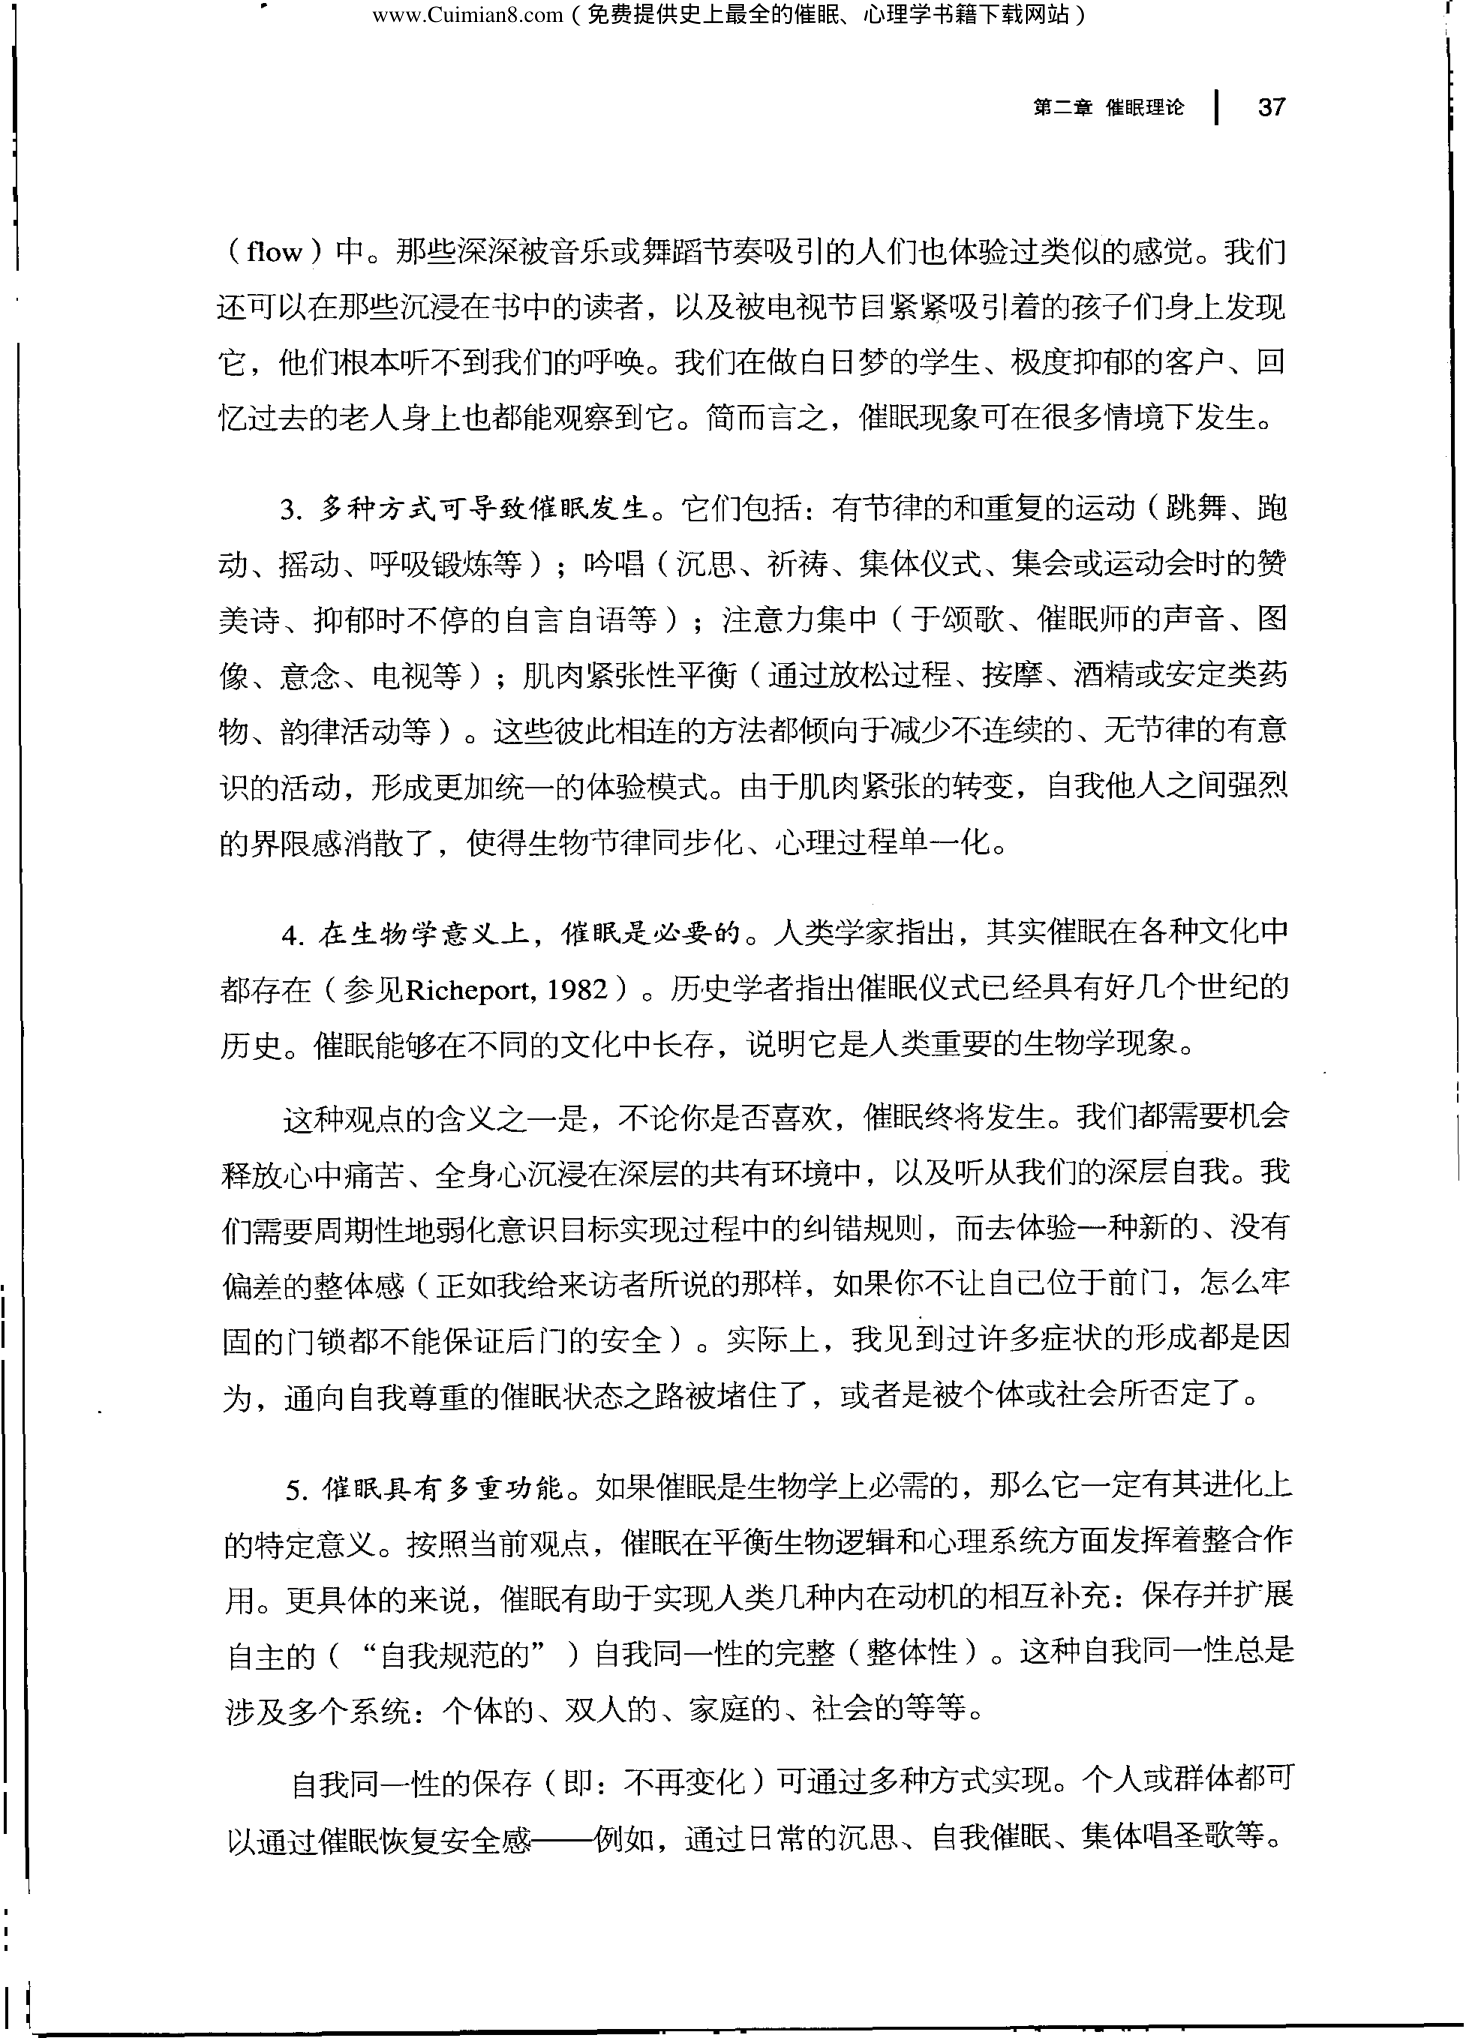 www.Cuimian8.com（免费提供史上最全的催眠、心理学书籍下载网站）
第二章 催眠理论 37
（flow）中。那些深深被音乐或舞蹈节奏吸引的人们也体验过类似的感觉。我们
还可以在那些沉浸在书中的读者，以及被电视节目紧紧吸引着的孩子们身上发现
它，他们根本听不到我们的呼唤。我们在做白日梦的学生、极度抑郁的客户、回
忆过去的老人身上也都能观察到它。简而言之，催眠现象可在很多情境下发生。
3. 多种方式可导致催眠发生。它们包括：有节律的和重复的运动（跳舞、跑
动、摇动、呼吸锻炼等）；吟唱（沉思、祈祷、集体仪式、集会或运动会时的赞
美诗、抑郁时不停的自言自语等）；注意力集中（于颂歌、催眠师的声音、图
像、意念、电视等）；肌肉紧张性平衡（通过放松过程、按摩、酒精或安定类药
物、韵律活动等）。这些彼此相连的方法都倾向于减少不连续的、无节律的有意
识的活动，形成更加统一的体验模式。由于肌肉紧张的转变，自我他人之间强烈
的界限感消散了，使得生物节律同步化、心理过程单一化。
4. 在生物学意义上，催眠是必要的。人类学家指出，其实催眠在各种文化中
都存在（参见Richeport, 1982）。历史学者指出催眠仪式已经具有好几个世纪的
历史。催眠能够在不同的文化中长存，说明它是人类重要的生物学现象。
这种观点的含义之一是，不论你是否喜欢，催眠终将发生。我们都需要机会
释放心中痛苦、全身心沉浸在深层的共有环境中，以及听从我们的深层自我。我
们需要周期性地弱化意识目标实现过程中的纠错规则，而去体验一种新的、没有
偏差的整体感（正如我给来访者所说的那样，如果你不让自己位于前门，怎么牢
固的门锁都不能保证后门的安全）。实际上，我见到过许多症状的形成都是因
为，通向自我尊重的催眠状态之路被堵住了，或者是被个体或社会所否定了。
5. 催眠具有多重功能。如果催眠是生物学上必需的，那么它一定有其进化上
的特定意义。按照当前观点，催眠在平衡生物逻辑和心理系统方面发挥着整合作
用。更具体的来说，催眠有助于实现人类几种内在动机的相互补充：保存并扩展
自主的（“自我规范的”）自我同一性的完整（整体性）。这种自我同一性总是
涉及多个系统：个体的、双人的、家庭的、社会的等等。
自我同一性的保存（即：不再变化）可通过多种方式实现。个人或群体都可
以通过催眠恢复安全感——例如，通过日常的沉思、自我催眠、集体唱圣歌等。